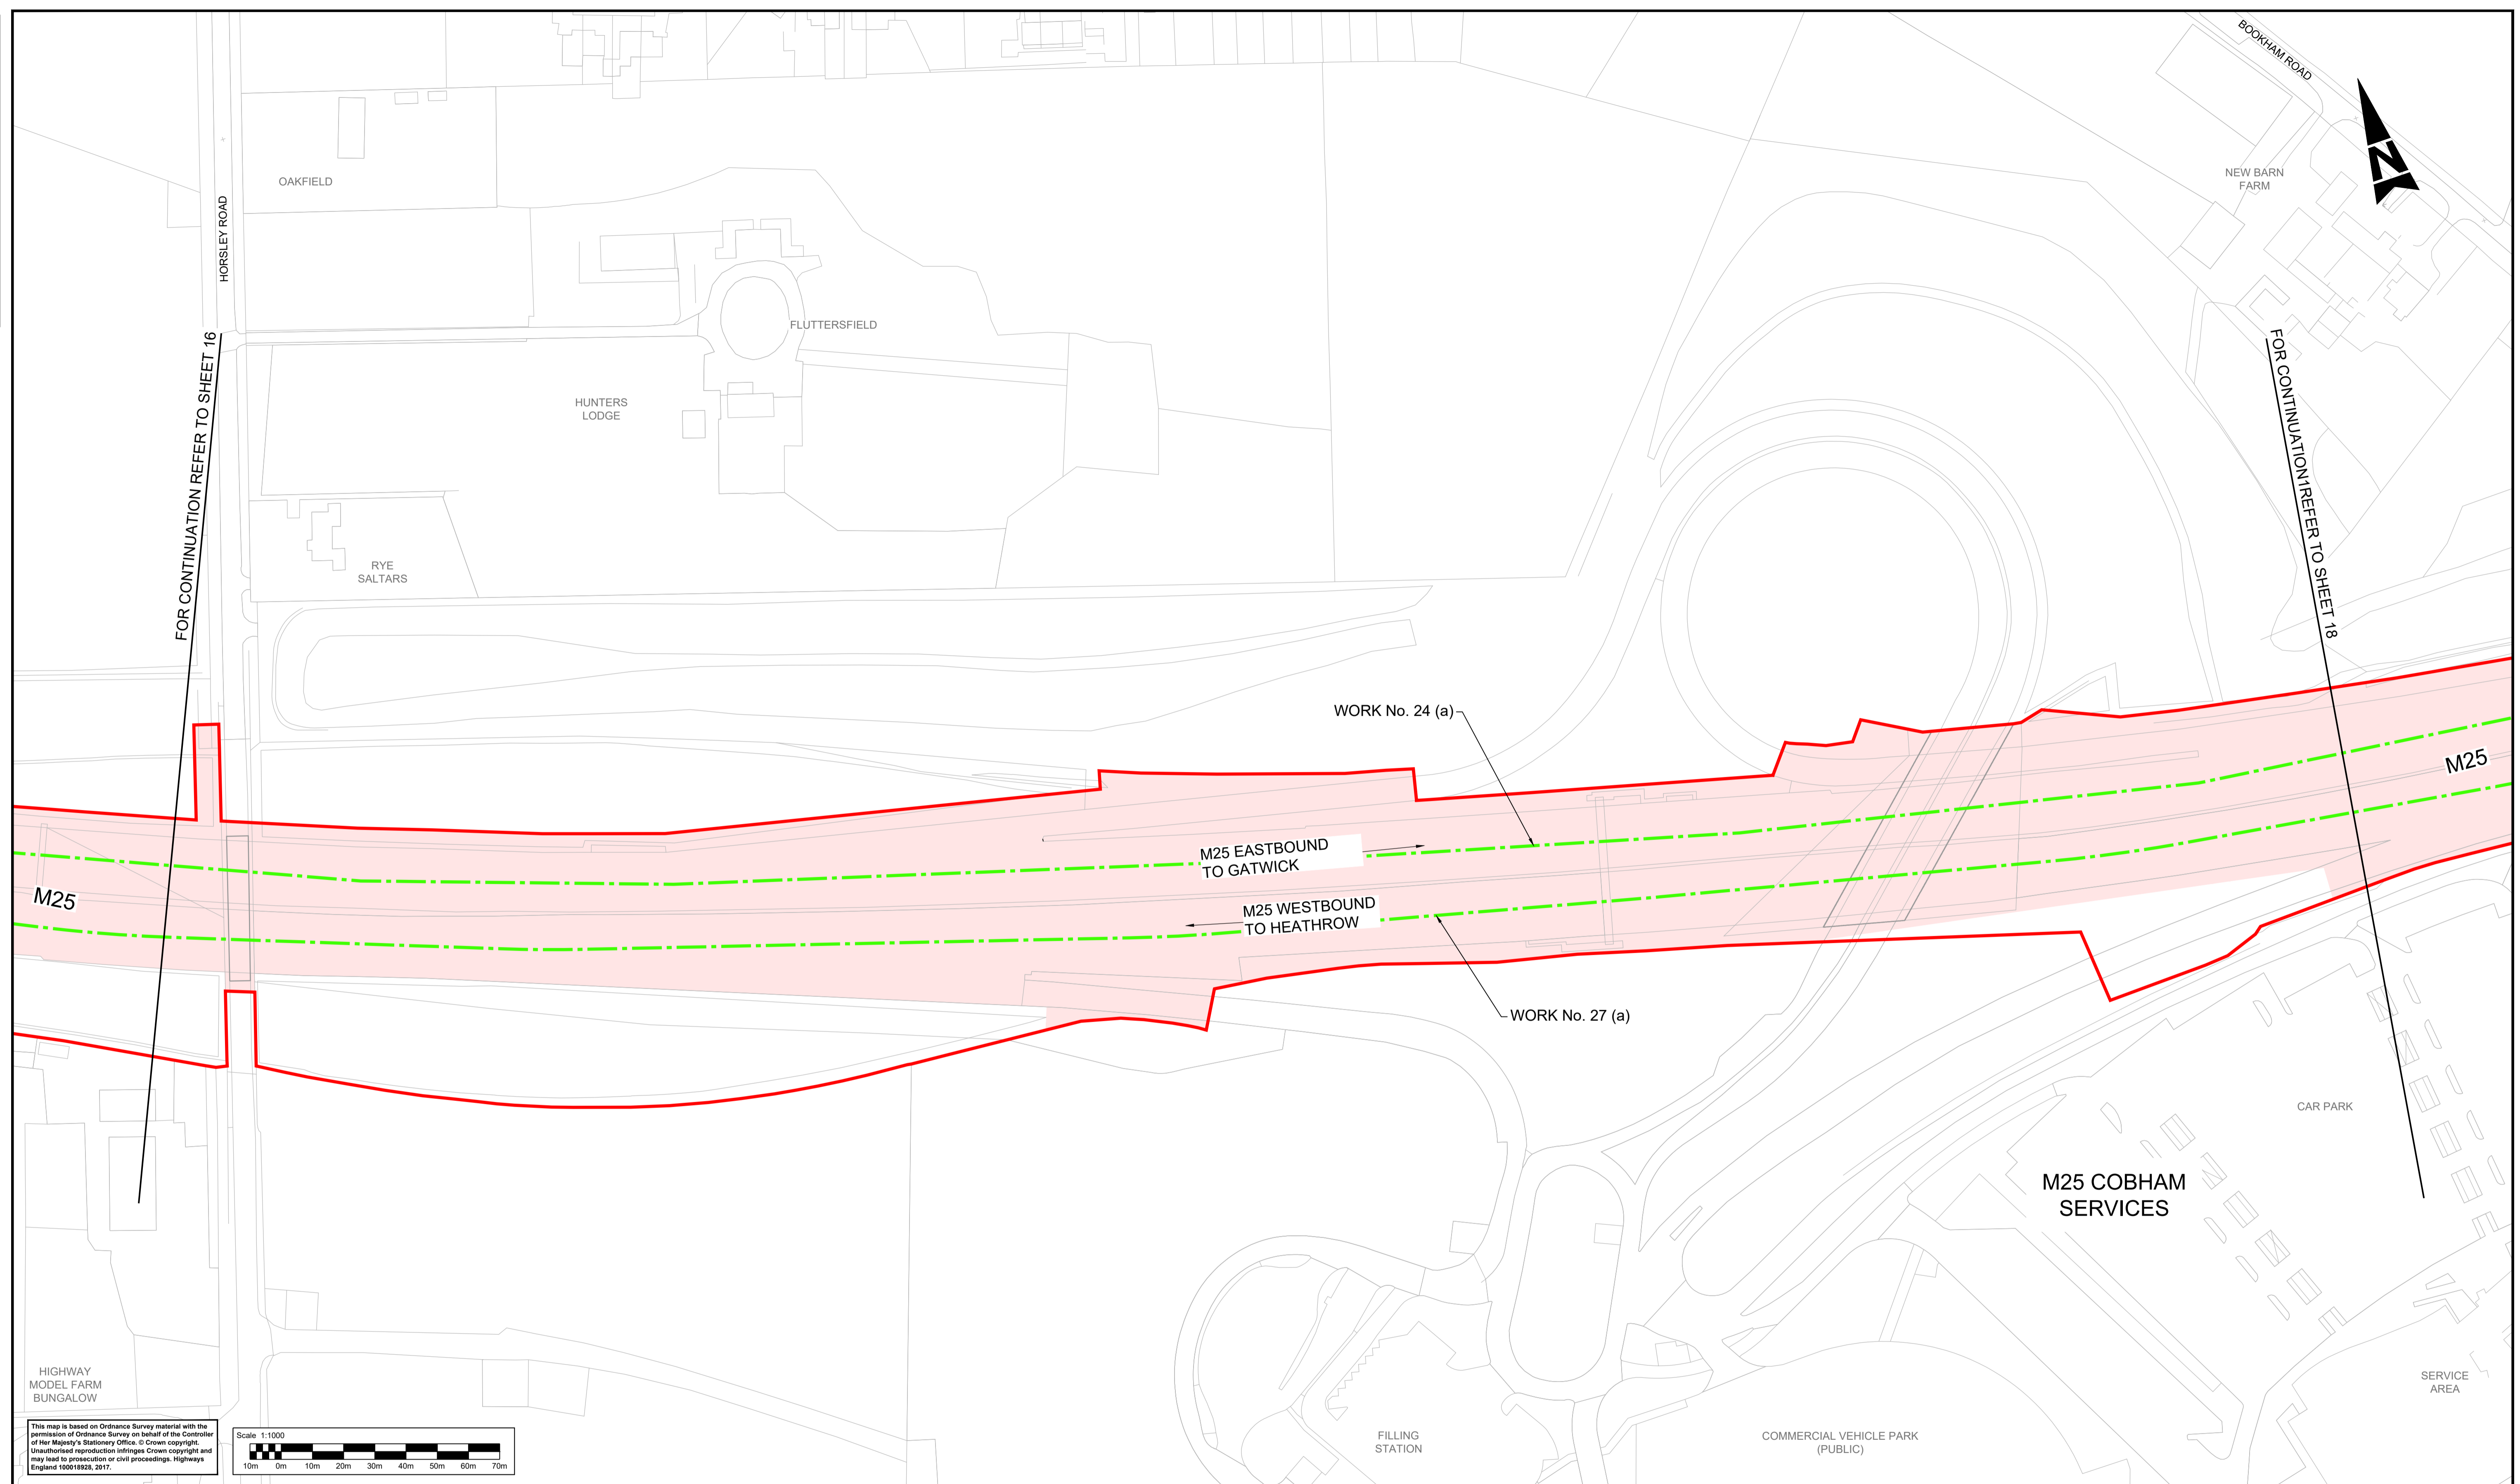 BOOKHAM ROAD
N
NEW BARN
FARM
OAKFIELD
HORSLEY ROAD
FLUTTERSFIELD
FOR CONTINUATION REFER TO SHEET 16
FOR CONTINUATION1REFER TO SHEET 18
HUNTERS
LODGE
RYE
SALTARS
WORK No. 24 (a)
M25
M25 EASTBOUND
TO GATWICK
M25
M25 WESTBOUND
TO HEATHROW
WORK No. 27 (a)
CAR PARK
M25 COBHAM
SERVICES
HIGHWAY
MODEL FARM
BUNGALOW
SERVICE
AREA
FILLING
STATION
COMMERCIAL VEHICLE PARK
(PUBLIC)
This map is based on Ordnance Survey material with the
permission of Ordnance Survey on behalf of the Controller
of Her Majesty's Stationery Office. © Crown copyright.
Unauthorised reproduction infringes Crown copyright and
may lead to prosecution or civil proceedings. Highways
England 100018928, 2017.
Scale 1:1000
10m 0m 10m 20m 30m 40m 50m 60m 70m